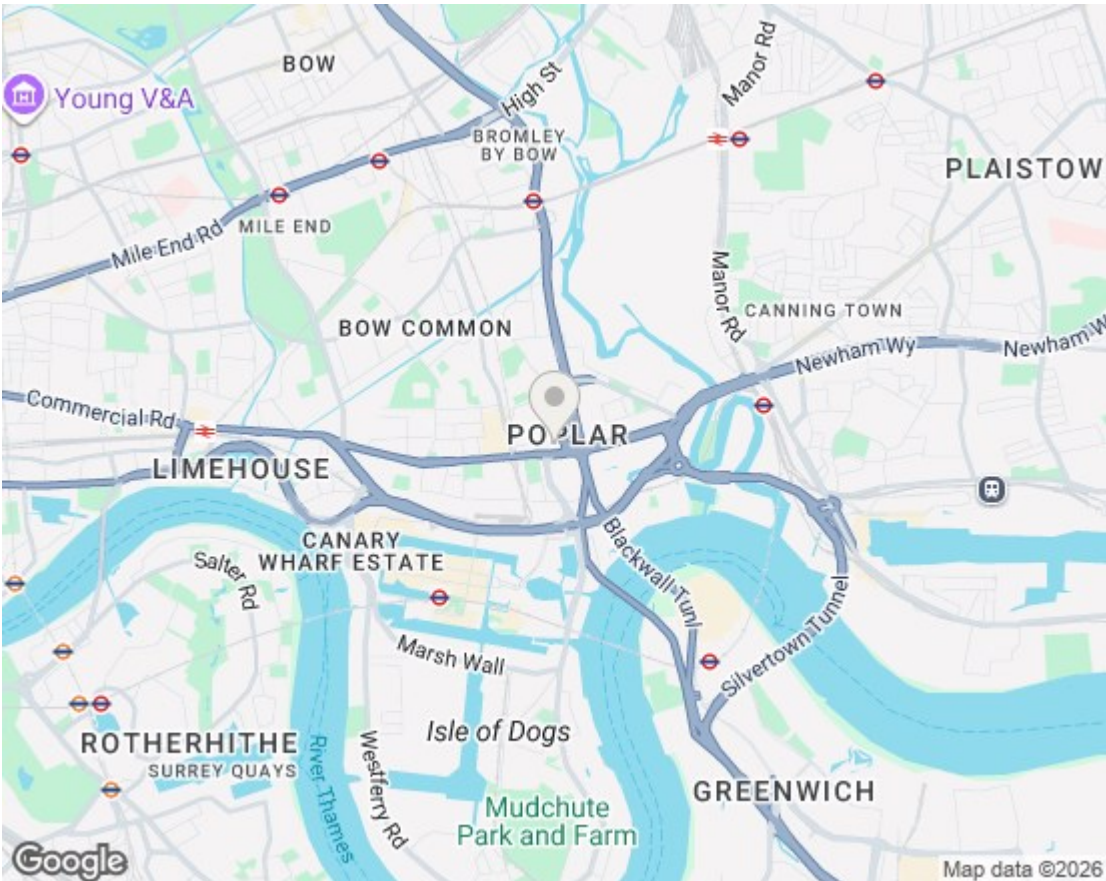 BOW
Young V&A
High St
Manor Rd
BROMLEY
BY BOW
PLAISTOW
MILE END
Mile End Rd
Manor Rd
CANNING TOWN
BOW COMMON
Newham Wy
Newham W
Commercial Rd
POPLAR
LIMEHOUSE
CANARY
WHARF ESTATE
Salter Rd
Blackwall Tunl
Silvertown Tunnel
Marsh Wall
Isle of Dogs
ROTHERHITHE
SURREY QUAYS
River Thames
Westferry Rd
GREENWICH
Mudchute
Park and Farm
Google
Map data ©2026